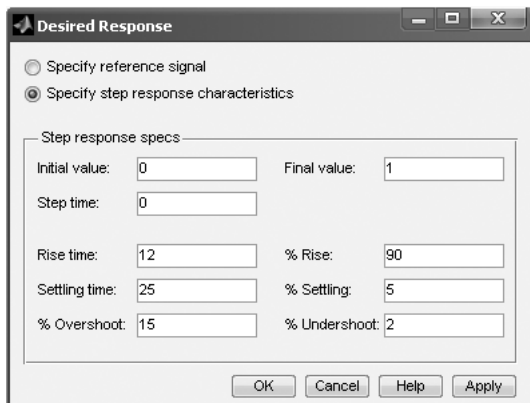 Desired Response
Specify reference signal
Specify step response characteristics
Step response specs
Initial value: 0 Final value: 1
Step time: 0
Rise time: 12 % Rise: 90
Settling time: 25 % Settling: 5
% Overshoot: 15 % Undershoot: 2
OK Cancel Help Apply